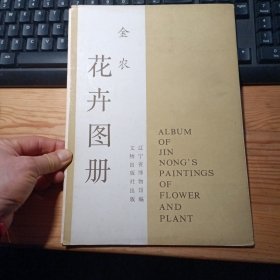 金农
花卉图册
辽宁省博物馆编
文物出版社出版
ALBUM
OF
JIN
NONG'S
PAINTINGS
OF
FLOWER
AND
PLANT